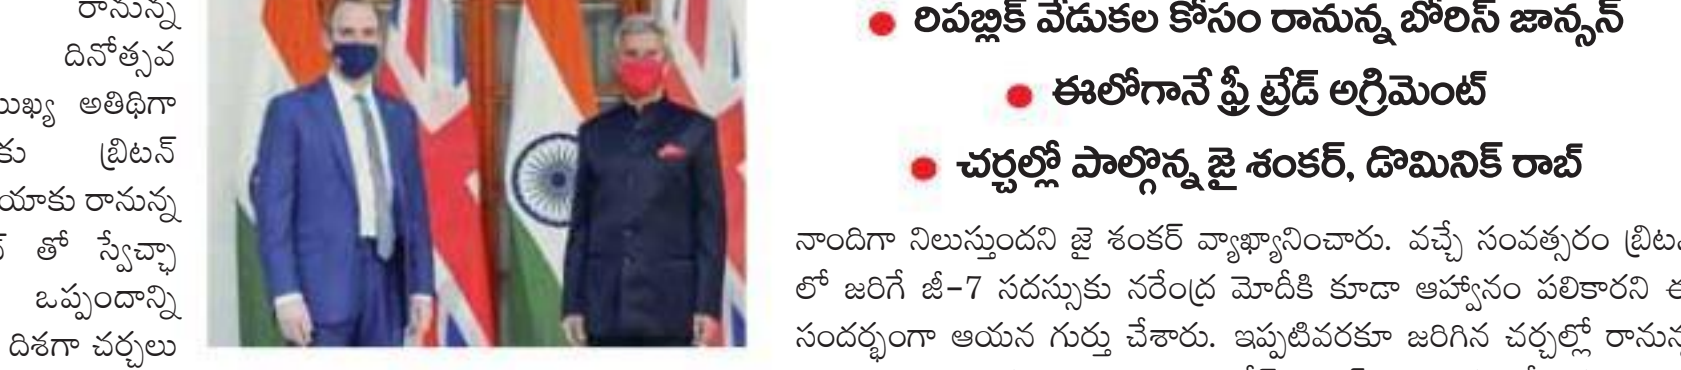 రానున్న
దినోత్సవ
అతిథిగా
బ్రిటన్
రానున్న
తో స్వేచ్ఛా
ఒప్పందాన్ని
దిశగా చర్చలు
• రిపబ్లిక్ వేడుకల కోసం రానున్న బోరిస్ జాన్సన్
• ఈలోగానే ఫ్రీ ట్రేడ్ అగ్రిమెంట్
• చర్చల్లో పాల్గొన్న జై శంకర్, డొమినిక్ రాబ్
నాందిగా నిలుస్తుందని జై శంకర్ వ్యాఖ్యానించారు. వచ్చే సంవత్సరం
లో జరిగే జీ-7 సదస్సుకు నరేంద్ర మోదీకి కూడా ఆహ్వానం పలికారని ఈ
సందర్భంగా ఆయన గుర్తు చేశారు. ఇప్పటివరకూ జరిగిన చర్చల్లో